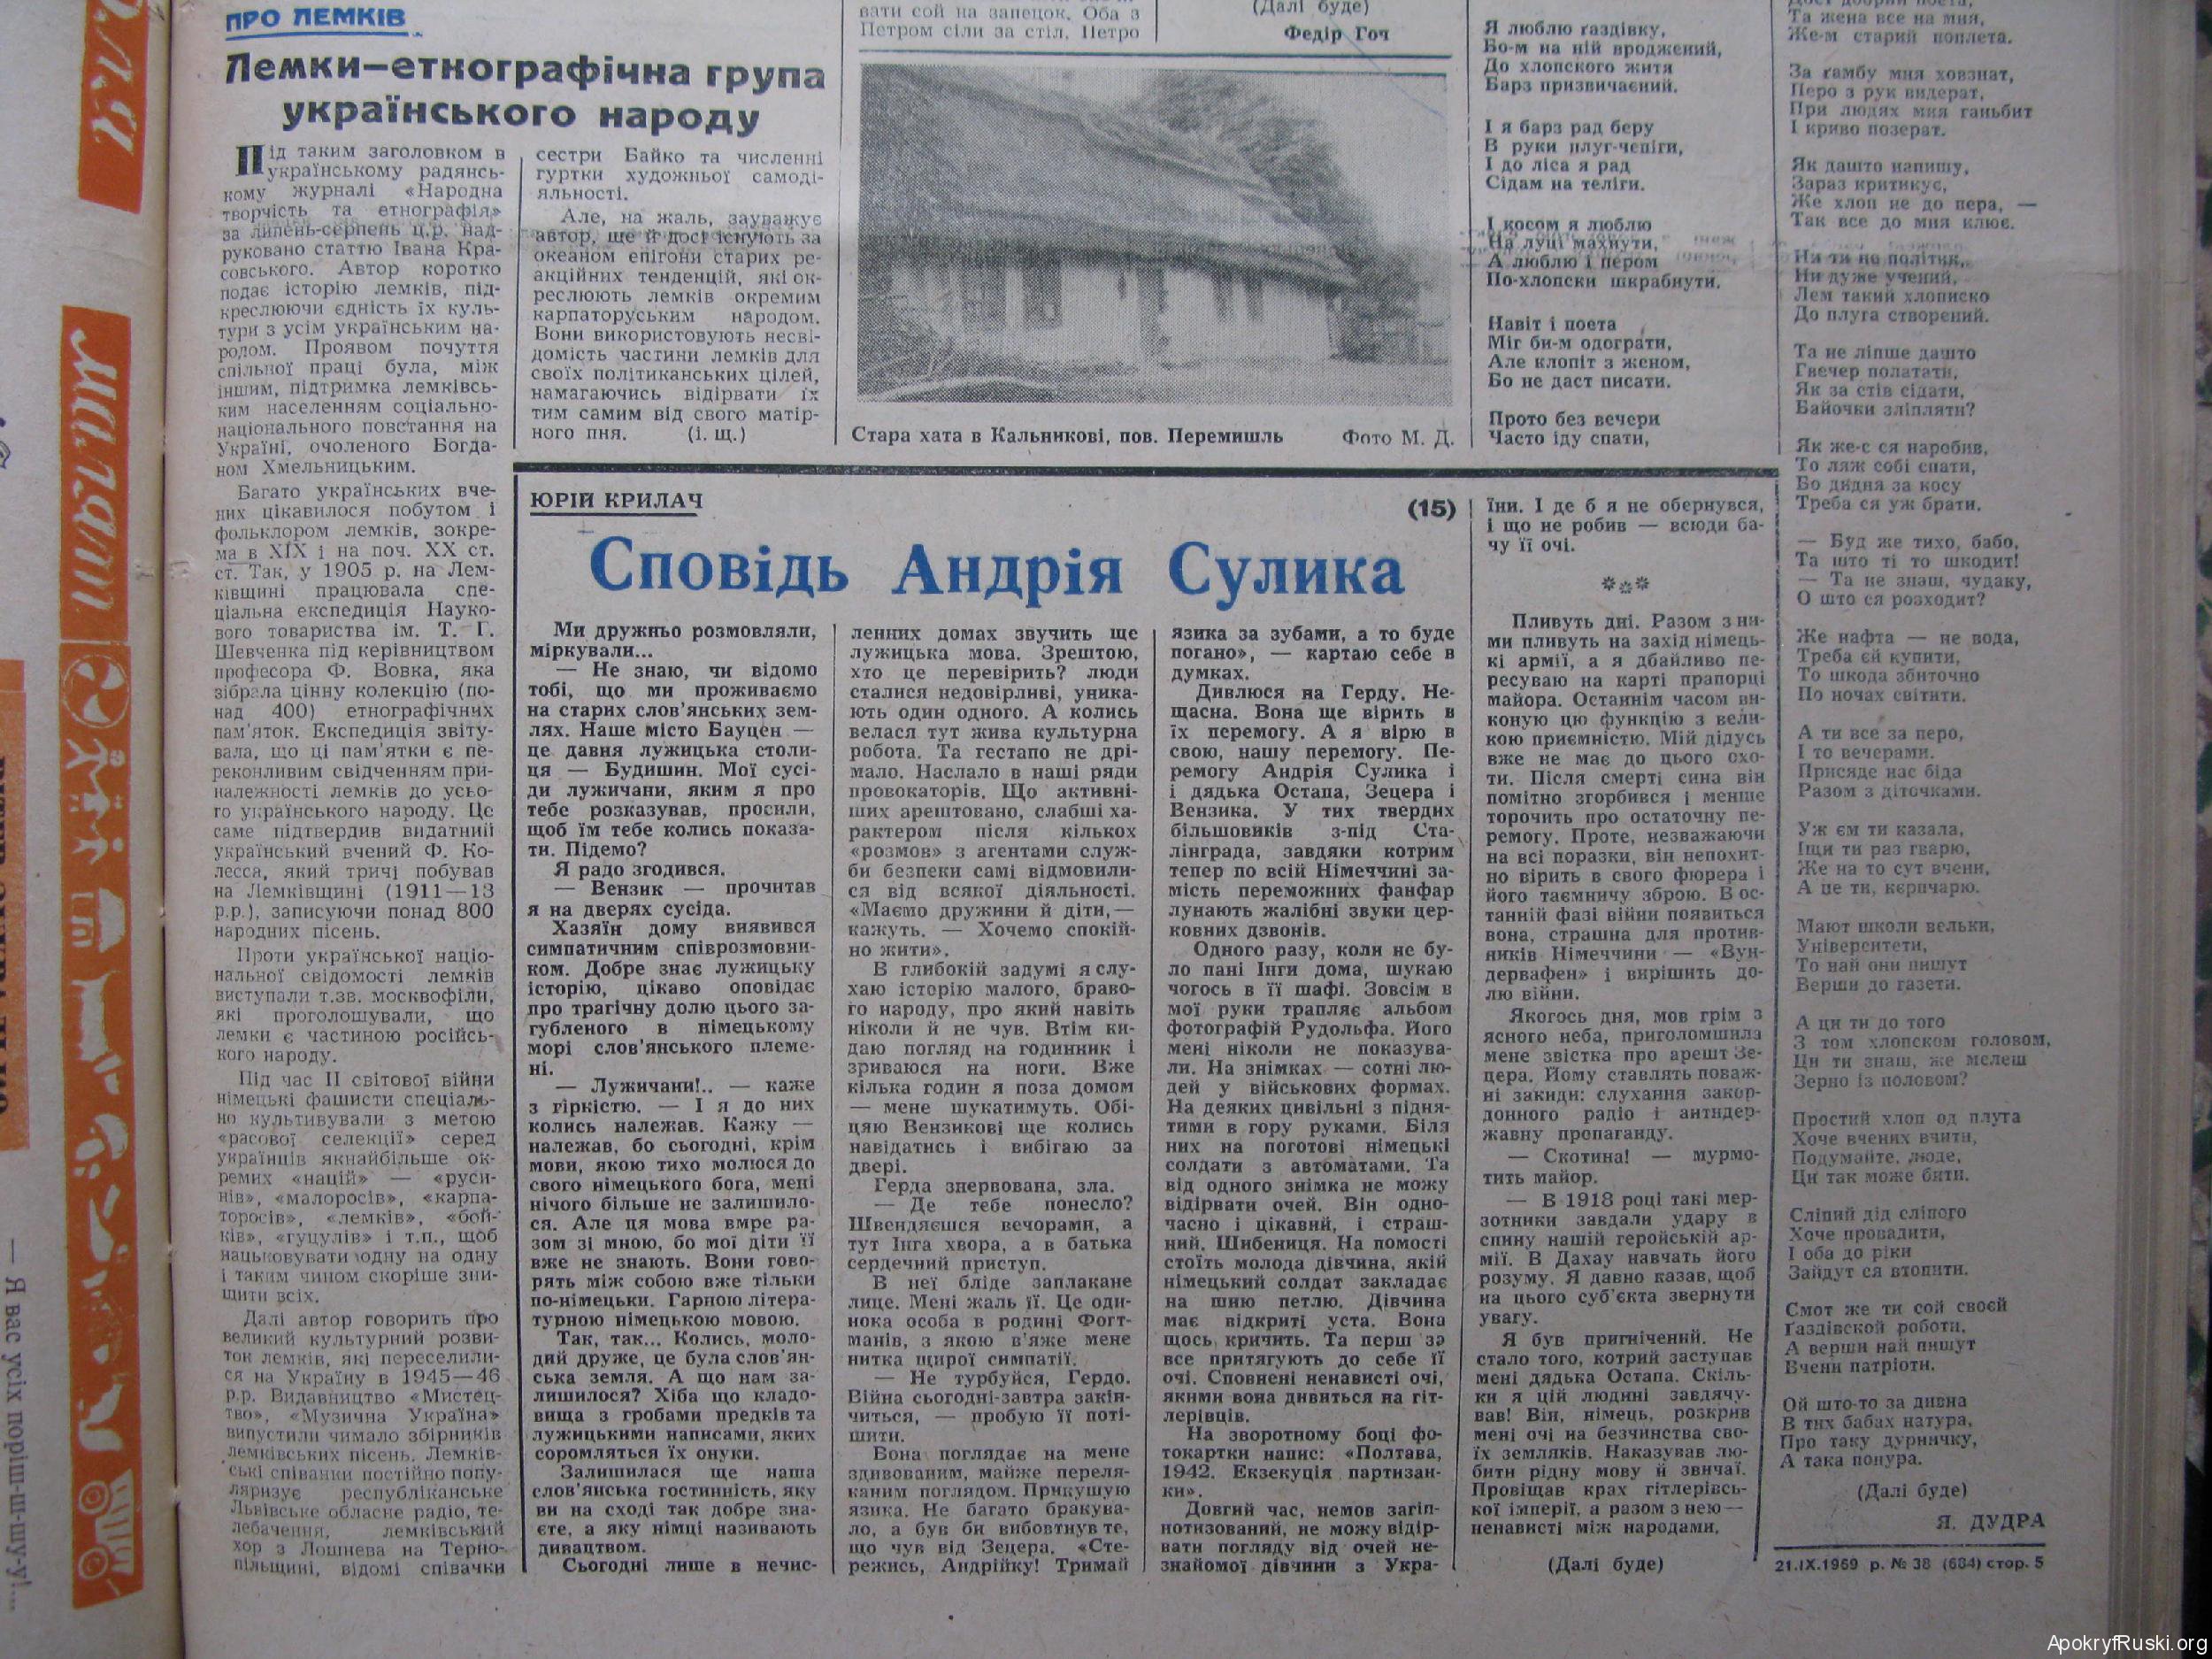 ПРО ЛЕМКІВ
Лемки—етнографічна група
українського народу
Під таким заголовком в
українському радянсь-
кому журналі «Народна
творчість та етнографія»
за липень-серпень ц.р. над-
руковано статтю Івана Кра-
совського. Автор коротко
подає історію лемків, під-
креслюючи єдність їх куль-
тури з усім українським на-
родом. Проявом почуття
спільної праці була, між
іншим, підтримка лемківсь-
ким населенням соціально-
національного повстання на
Україні, очоленого Богда-
ном Хмельницьким.
Багато українських вче-
них цікавилося побутом і
фольклором лемків, зокре-
ма в XIX і на поч. XX ст.
ст. Так, у 1905 р. на Лем-
ківщині працювала спе-
ціальна експедиція Науко-
вого товариства ім. Т. Г.
Шевченка під керівництвом
професора Ф. Вовка, яка
зібрала цінну колекцію (по-
над 400) етнографічних
пам'яток. Експедиція звіту-
вала, що ці пам'ятки є пе-
реконливим свідченням при-
належності лемків до усьо-
го українського народу. Це
саме підтвердив видатний
український вчений Ф. Ко-
лесса, який тричі побував
на Лемківщині (1911—13
р.р.), записуючи понад 800
народних пісень.
Проти української націо-
нальної свідомості лемків
виступали т.зв. москвофіли,
які проголошували, що
лемки є частиною російсь-
кого народу.
Під час II світової війни
німецькі фашисти спеціаль-
но культивували з метою
«расової селекції» серед
українців якнайбільше ок-
ремих «націй» — «руси-
нів», «малоросів», «карпа-
торосів», «лемків», «бой-
ків», «гуцулів» і т.п., щоб
нацьковувати одну на одну
і таким чином скоріше зни-
щити всіх.
Далі автор говорить про
великий культурний розви-
ток лемків, які переселили-
ся на Україну в 1945—46
р.р. Видавництво «Мистец-
тво», «Музична Україна»
випустили чимало збірників
лемківських пісень. Лемків-
ські співанки постійно попу-
ляризує республіканське
Львівське обласне радіо, те-
лебачення, лемківський
хор з Лошнева на Терно-
пільщині, відомі співачки
сестри Байко та численні
гуртки художньої самоді-
яльності.
Але, на жаль, зауважує
автор, ще й досі існують за
океаном епігони старих ре-
акційних тенденцій, які ок-
реслюють лемків окремим
карпаторуським народом.
Вони використовують несві-
домість частини лемків для
своїх політиканських цілей,
намагаючись відірвати їх
тим самим від свого матір-
ного пня. (і. щ.)
вати сой на запецок. Оба з
Петром сіли за стіл. Петро
(Далі буде)
Федір Гоч
Стара хата в Кальникові, пов. Перемишль Фото М. Д.
Я люблю ґаздівку,
Бо-м на ній вроджений,
До хлопского житя
Барз призвичаєний.
І я барз рад беру
В руки плуг-чепіги,
І до ліса я рад
Сідам на теліги.
І косом я люблю
На луці махнути,
А люблю і пером
По-хлопски шкрабнути.
Навіт і поета
Міг би-м одограти,
Але клопіт з женом,
Бо не даст писати.
Прото без вечери
Часто іду спати,
Та жена все на мня,
Же-м старий поплета.
За гамбу мня ховзнат,
Перо з рук видерат,
При людях мня ганьбит
І криво позерат.
Як дашто напишу,
Зараз критикує,
Же хлоп не до пера, —
Так все до мня клює.
Ни ти не політик,
Ни дуже учений,
Лем такий хлописко
До плуга створений.
Та не ліпше дашто
Гвечер полатати,
Як за стів сідати,
Байочки зліпляти?
Як же-с ся наробив,
То ляж собі спати,
Бо дидня за косу
Треба ся уж брати.
— Буд же тихо, бабо,
Та што ті то шкодит!
— Та не знаш, чудаку,
О што ся розходит?
Же нафта — не вода,
Треба єй купити,
То шкода збиточно
По ночах світити.
А ти все за перо,
І то вечерами.
Присяде нас біда
Разом з діточками.
Уж єм ти казала,
Іщи ти раз гварю,
Же на то сут вчени,
А це ти, керпчарю.
Мают школи вельки,
Університети,
То най они пишут
Верши до газети.
А ци ти до того
З том хлопском головом,
Ци ти знаш, же мелеш
Зерно із половом?
Простий хлоп од плуга
Хоче вчених вчити,
Подумайте, люде,
Ци так може бити.
Сліпий дід сліпого
Хоче провадити,
І оба до ріки
Зайдут ся втопити.
Смот же ти сой своєй
Ґаздівской роботи,
А верши най пишут
Вчени патріоти.
Ой што-то за дивна
В тих бабах натура,
Про таку дурничку,
А така понура.
(Далі буде)
Я. ДУДРА
ЮРІЙ КРИЛАЧ
(15)
Сповідь Андрія Сулика
Ми дружньо розмовляли,
міркували...
— Не знаю, чи відомо
тобі, що ми проживаємо
на старих слов'янських зем-
лях. Наше місто Бауцен —
це давня лужицька столи-
ця — Будишин. Мої сусі-
ди лужичани, яким я про
тебе розказував, просили,
щоб їм тебе колись показа-
ти. Підемо?
Я радо згодився.
— Вензик — прочитав
я на дверях сусіда.
Хазяїн дому виявився
симпатичним співрозмовни-
ком. Добре знає лужицьку
історію, цікаво оповідає
про трагічну долю цього за-
губленого в німецькому
морі слов'янського племе-
ні.
— Лужичани!.. — каже
з гіркістю. — І я до них
колись належав. Кажу —
належав, бо сьогодні, крім
мови, якою тихо молюся до
свого німецького бога, мені
нічого більше не залишило-
ся. Але ця мова вмре ра-
зом зі мною, бо мої діти її
вже не знають. Вони гово-
рять між собою вже тільки
по-німецьки. Гарною літера-
турною німецькою мовою.
Так, так... Колись, моло-
дий друже, це була слов'ян-
ська земля. А що нам за-
лишилося? Хіба що кладо-
вища з гробами предків та
лужицькими написами, яких
соромляться їх онуки.
Залишилася ще наша
слов'янська гостинність, яку
ви на сході так добре зна-
єте, а яку німці називають
дивацтвом.
Сьогодні лише в нечис-
ленних домах звучить ще
лужицька мова. Зрештою,
хто це перевірить? люди
сталися недовірливі, уника-
ють один одного. А колись
велася тут жива культурна
робота. Та гестапо не дрі-
мало. Наслало в наші ряди
провокаторів. Що активні-
ших арештовано, слабші ха-
рактером після кількох
«розмов» з агентами служ-
би безпеки самі відмовили-
ся від всякої діяльності.
«Маємо дружини й діти,—
кажуть. — Хочемо спокій-
но жити».
В глибокій задумі я слу-
хаю історію малого, браво-
го народу, про який навіть
ніколи й не чув. Втім ки-
даю погляд на годинник і
зриваюся на ноги. Вже
кілька годин я поза домом
— мене шукатимуть. Обі-
цяю Вензикові ще колись
навідатись і вибігаю за
двері.
Герда знервована, зла.
— Де тебе понесло?
Швендяєшся вечорами, а
тут Інга хвора, а в батька
сердечний приступ.
В неї бліде заплакане
лице. Мені жаль її. Це оди-
нока особа в родині Фогт-
манів, з якою в'яже мене
нитка щирої симпатії.
— Не турбуйся, Гердо.
Війна сьогодні-завтра закін-
читься, — пробую її поті-
шити.
Вона поглядає на мене
здивованим, майже переля-
каним поглядом. Прикушую
язика. Не багато бракува-
ло, а був би вибовтнув те,
що чув від Зецера. «Сте-
режись, Андрійку! Тримай
язика за зубами, а то буде
погано», — картаю себе в
думках.
Дивлюся на Герду. Не-
щасна. Вона ще вірить в
їх перемогу. А я вірю в
свою, нашу перемогу. Пе-
ремогу Андрія Сулика і
і дядька Остапа, Зецера і
Вензика. У тих твердих
більшовиків з-під Ста-
лінграда, завдяки котрим
тепер по всій Німеччині за-
мість переможних фанфар
лунають жалібні звуки цер-
ковних дзвонів.
Одного разу, коли не бу-
ло пані Інги дома, шукаю
чогось в її шафі. Зовсім в
мої руки трапляє альбом
фотографій Рудольфа. Його
мені ніколи не показува-
ли. На знімках — сотні лю-
дей у військових формах.
На деяких цивільні з підня-
тими в гору руками. Біля
них на поготові німецькі
солдати з автоматами. Та
від одного знімка не можу
відірвати очей. Він одно-
часно і цікавий, і страш-
ний. Шибениця. На помості
стоїть молода дівчина, якій
німецький солдат закладає
на шию петлю. Дівчина
має відкриті уста. Вона
щось кричить. Та перш за
все притягують до себе її
очі. Сповнені ненависті очі,
якими вона дивиться на гіт-
лерівців.
На зворотному боці фо-
токартки напис: «Полтава,
1942. Екзекуція партизан-
ки».
Довгий час, немов загіп-
нотизований, не можу відір-
вати погляду від очей не-
знайомої дівчини з Укра-
їни. І де б я не обернувся,
і що не робив — всюди ба-
чу її очі.
***
Пливуть дні. Разом з ни-
ми пливуть на захід німець-
кі армії, а я дбайливо пе-
ресуваю на карті прапорці
майора. Останнім часом ви-
коную цю функцію з вели-
кою приємністю. Мій дідусь
вже не має до цього охо-
ти. Після смерті сина він
помітно згорбився і менше
торочить про остаточну пе-
ремогу. Проте, незважаючи
на всі поразки, він непохит-
но вірить в свого фюрера і
його таємничу зброю. В ос-
танній фазі війни появиться
вона, страшна для против-
ників Німеччини — «Вун-
дервафен» і вирішить до-
лю війни.
Якогось дня, мов грім з
ясного неба, приголомшила
мене звістка про арешт Зе-
цера. Йому ставлять поваж-
ні закиди: слухання закор-
донного радіо і антидер-
жавну пропаганду.
— Скотина! — мурмо-
тить майор.
— В 1918 році такі мер-
зотники завдали удару в
спину нашій геройській ар-
мії. В Дахау навчать його
розуму. Я давно казав, щоб
на цього суб'єкта звернути
увагу.
Я був пригнічений. Не
стало того, котрий заступав
мені дядька Остапа. Скіль-
ки я цій людині завдячу-
вав! Він, німець, розкрив
мені очі на безчинства сво-
їх земляків. Наказував лю-
бити рідну мову й звичаї.
Провіщав крах гітлерівсь-
кої імперії, а разом з нею —
ненависті між народами.
(Далі буде)
21.IX.1969 р. № 38 (684) стор. 5
— Я вас усіх поріш-ш-шу-у!...
ApokryfRuski.org